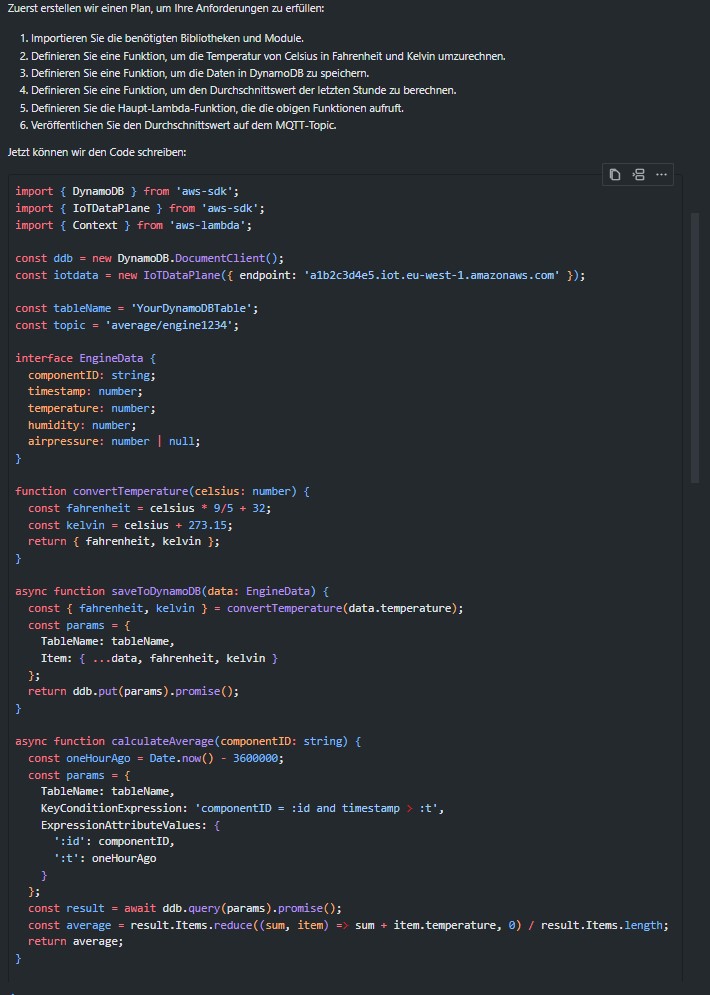 Zuerst erstellen wir einen Plan, um Ihre Anforderungen zu erfüllen:
1. Importieren Sie die benötigten Bibliotheken und Module.
2. Definieren Sie eine Funktion, um die Temperatur von Celsius in Fahrenheit und Kelvin umzurechnen.
3. Definieren Sie eine Funktion, um die Daten in DynamoDB zu speichern.
4. Definieren Sie eine Funktion, um den Durchschnittswert der letzten Stunde zu berechnen.
5. Definieren Sie die Haupt-Lambda-Funktion, die die obigen Funktionen aufruft.
6. Veröffentlichen Sie den Durchschnittswert auf dem MQTT-Topic.
Jetzt können wir den Code schreiben:
import { DynamoDB } from 'aws-sdk';
import { IoTDataPlane } from 'aws-sdk';
import { Context } from 'aws-lambda';

const ddb = new DynamoDB.DocumentClient();
const iotdata = new IoTDataPlane({ endpoint: 'a1b2c3d4e5.iot.eu-west-1.amazonaws.com' });

const tableName = 'YourDynamoDBTable';
const topic = 'average/engine1234';

interface EngineData {
  componentID: string;
  timestamp: number;
  temperature: number;
  humidity: number;
  airpressure: number | null;
}

function convertTemperature(celsius: number) {
  const fahrenheit = celsius * 9/5 + 32;
  const kelvin = celsius + 273.15;
  return { fahrenheit, kelvin };
}

async function saveToDynamoDB(data: EngineData) {
  const { fahrenheit, kelvin } = convertTemperature(data.temperature);
  const params = {
    TableName: tableName,
    Item: { ...data, fahrenheit, kelvin }
  };
  return ddb.put(params).promise();
}

async function calculateAverage(componentID: string) {
  const oneHourAgo = Date.now() - 3600000;
  const params = {
    TableName: tableName,
    KeyConditionExpression: 'componentID = :id and timestamp > :t',
    ExpressionAttributeValues: {
      ':id': componentID,
      ':t': oneHourAgo
    }
  };
  const result = await ddb.query(params).promise();
  const average = result.Items.reduce((sum, item) => sum + item.temperature, 0) / result.Items.length;
  return average;
}